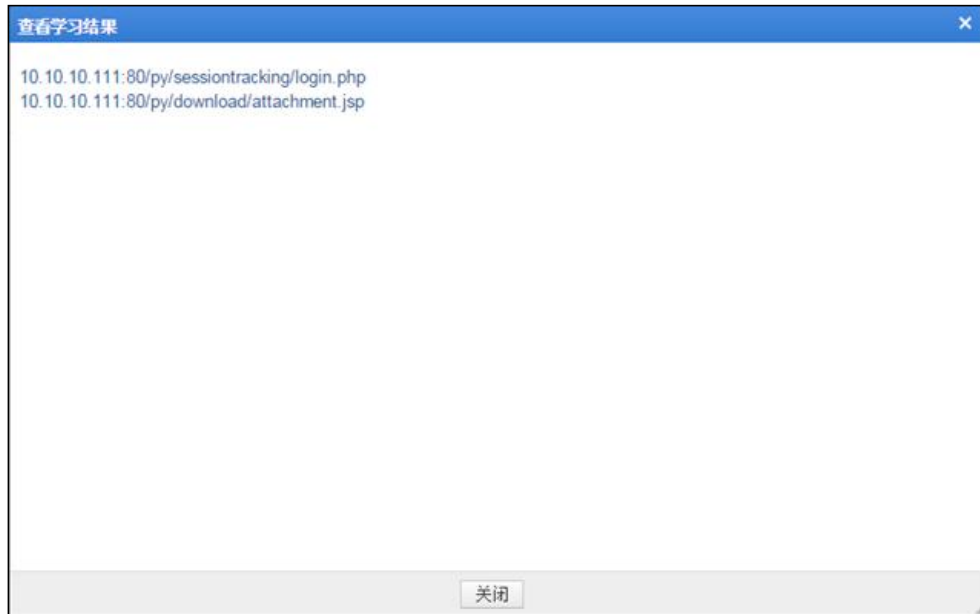 查看学习结果
10.10.10.111:80/py/sessiontracking/login.php
10.10.10.111:80/py/download/attachment.jsp
关闭